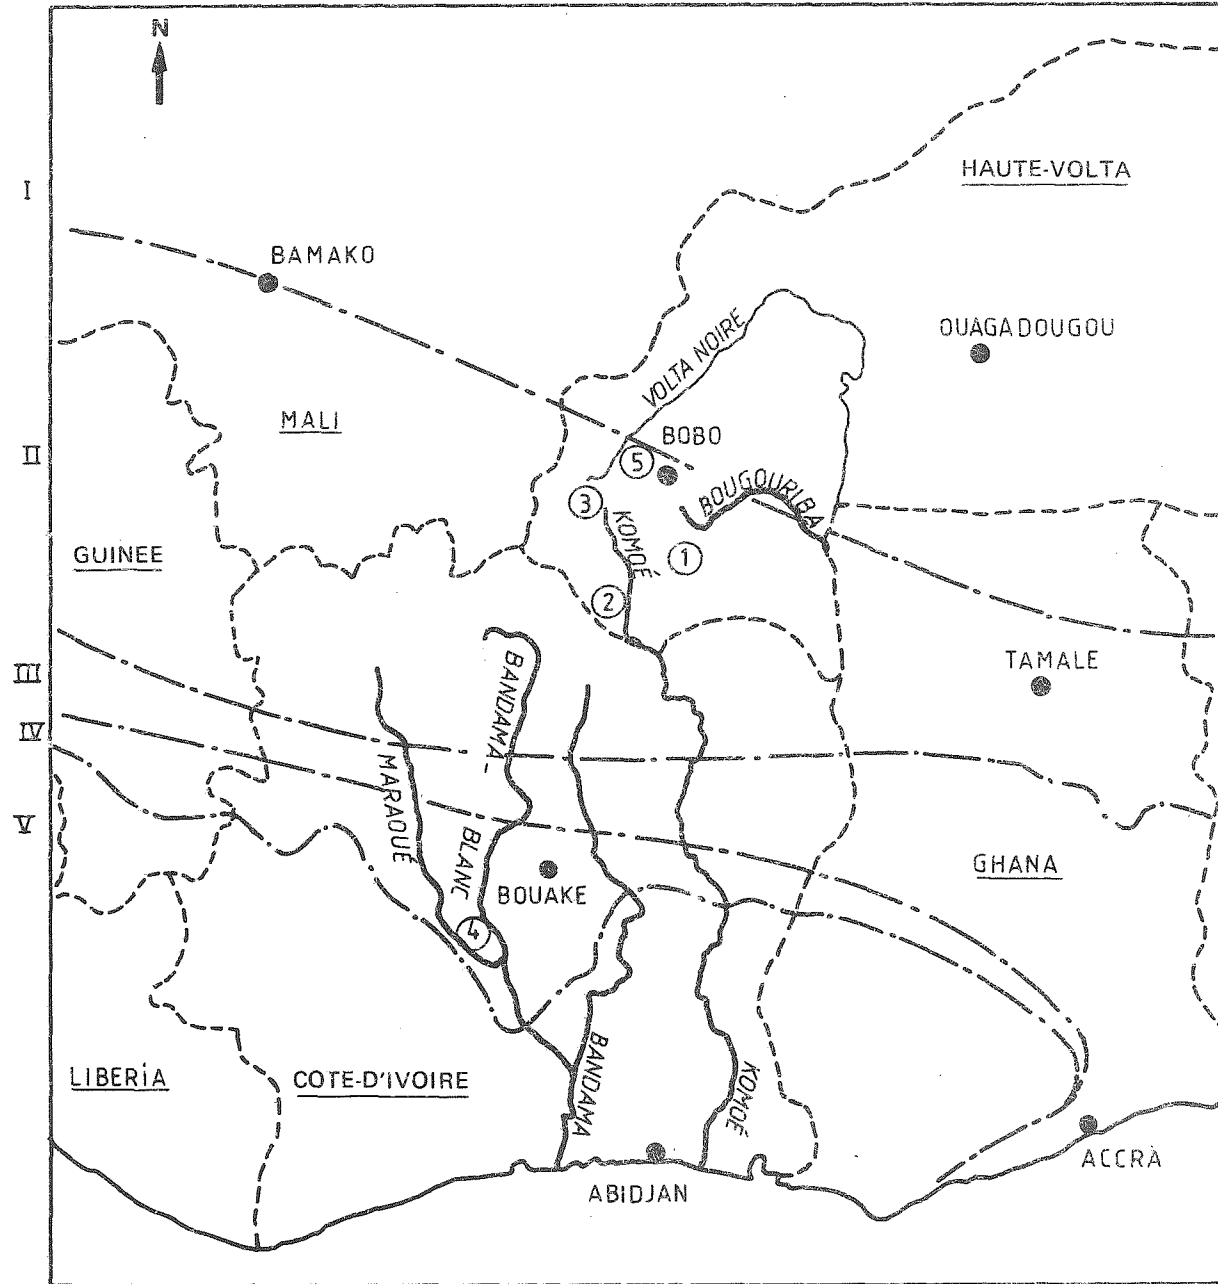 N
HAUTE-VOLTA
I
BAMAKO
OUAGADOUGOU
VOLTA NOIRE
MALI
BOBO
II
5
BOUGOURIBA
3
KOMOÉ
GUINEE
1
2
BANDAMA
TAMALE
III
IV
MARAOUÉ
V
BLANC
GHANA
BOUAKE
4
BANDAMA
KOMOÉ
LIBERIA
COTE-D'IVOIRE
ACCRÀ
ABIDJAN